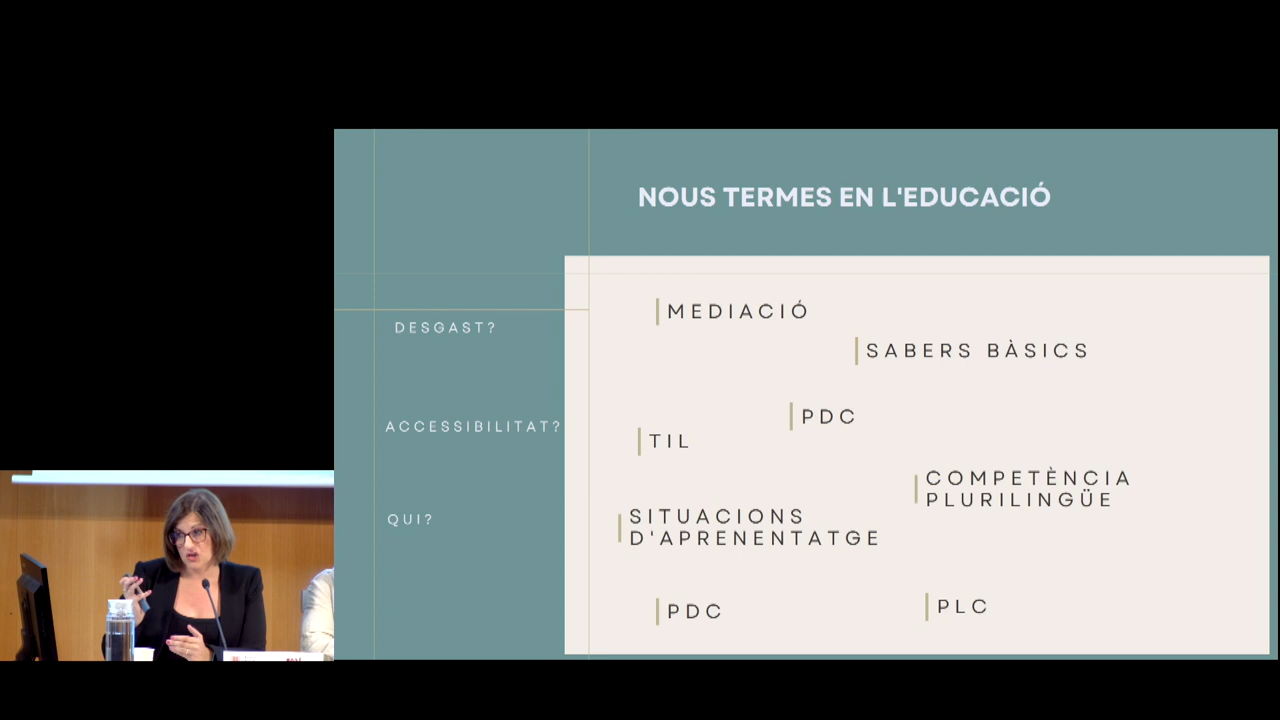 NOUS TERMES EN L'EDUCACIÓ
DESGAST?
ACCESSIBILITAT?
QUI?
MEDIACIÓ
SABERS BÀSICS
PDC
TIL
COMPETÈNCIA
PLURILINGÜE
SITUACIONS
D'APRENENTATGE
PDC
PLC